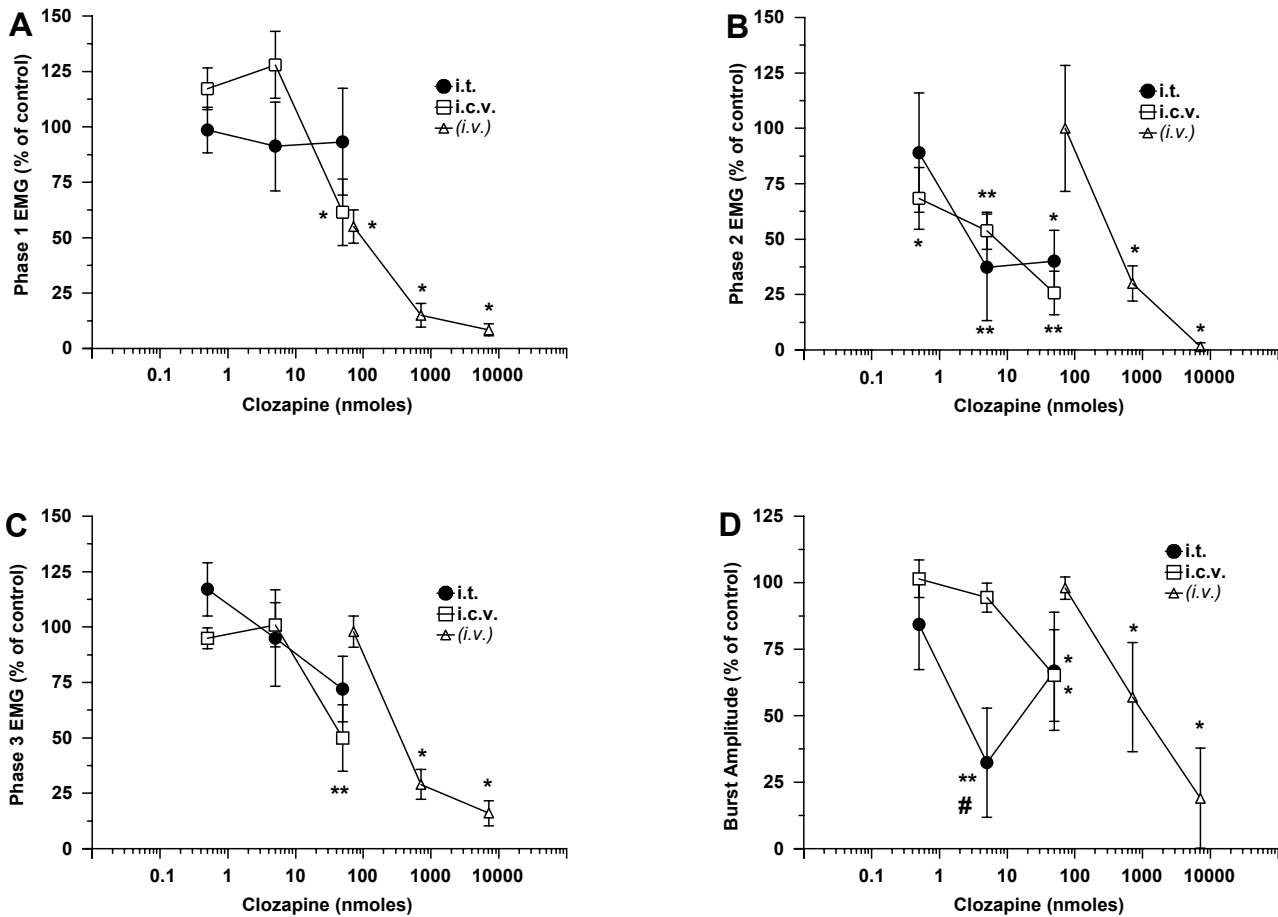 A
Phase 1 EMG (% of control)
150
125
100
75
50
25
0
i.t.
i.c.v.
(i.v.)
*
*
*
*
0.1 1 10 100 1000 10000
Clozapine (nmoles)
B
Phase 2 EMG (% of control)
150
125
100
75
50
25
0
i.t.
i.c.v.
(i.v.)
**
*
*
*
**
**
*
0.1 1 10 100 1000 10000
Clozapine (nmoles)
C
Phase 3 EMG (% of control)
150
125
100
75
50
25
0
i.t.
i.c.v.
(i.v.)
*
*
**
0.1 1 10 100 1000 10000
Clozapine (nmoles)
D
Burst Amplitude (% of control)
125
100
75
50
25
0
i.t.
i.c.v.
(i.v.)
*
*
*
*
**
#
0.1 1 10 100 1000 10000
Clozapine (nmoles)